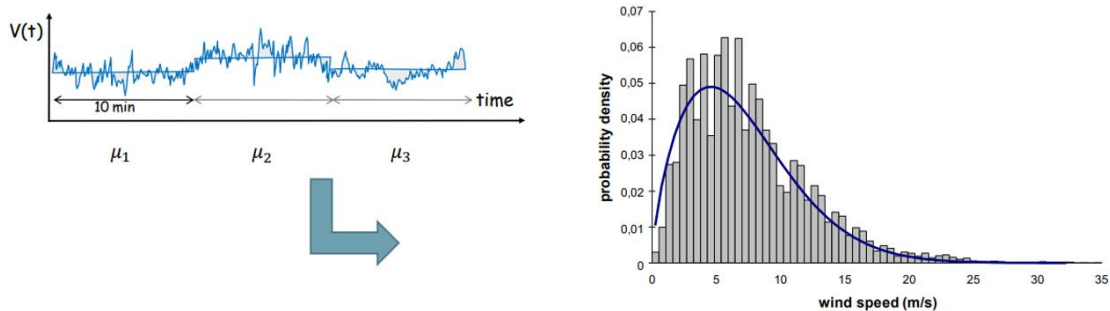 V(t)
10 min
time
μ₁ μ₂ μ₃
probability density
0,07
0,06
0,05
0,04
0,03
0,02
0,01
0
0 5 10 15 20 25 30 35
wind speed (m/s)